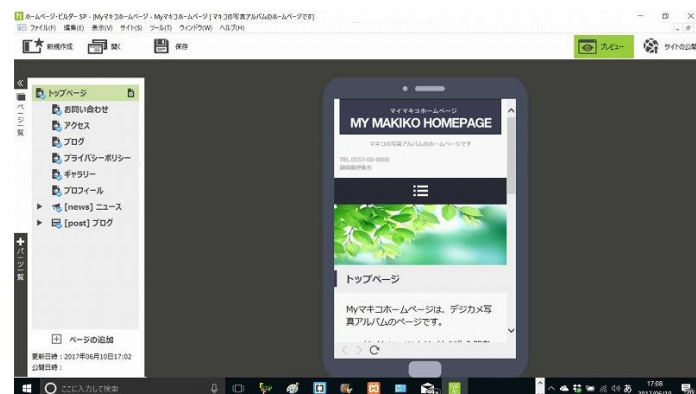 ホームページ・ビルダー SP - [Myマキコホームページ - Myマキコホームページ | マキコの写真アルバムのホームページです]
ファイル(F) 編集(E) 表示(V) サイト(S) ツール(T) ウィンドウ(W) ヘルプ(H)
新規作成 開く 保存 プレビュー サイトの公開
ページ一覧
トップページ
お問い合わせ
アクセス
ブログ
プライバシーポリシー
ギャラリー
プロフィール
[news] ニュース
[post] ブログ
パーツ一覧
ページの追加
更新日時：2017年06月10日17:02
公開日時：
マイマキコホームページ
MY MAKIKO HOMEPAGE
マキコの写真アルバムのホームページです
TEL.0557-00-0000
静岡県伊東市
トップページ
Myマキコホームページは、デジカメ写
真アルバムのページです。
ここに入力して検索
あ
17:08
2017/06/10
20